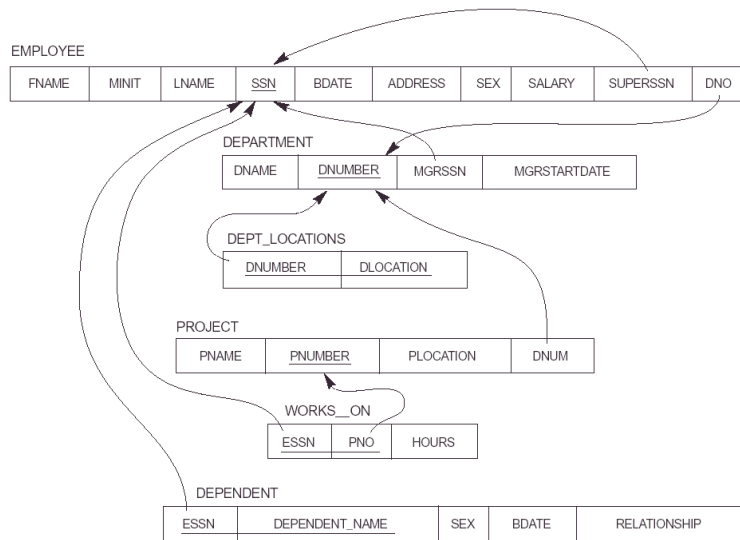 EMPLOYEE
FNAME MINIT LNAME SSN BDATE ADDRESS SEX SALARY SUPERSSN DNO
DEPARTMENT
DNAME DNUMBER MGRSSN MGRSTARTDATE
DEPT_LOCATIONS
DNUMBER DLOCATION
PROJECT
PNAME PNUMBER PLOCATION DNUM
WORKS__ON
ESSN PNO HOURS
DEPENDENT
ESSN DEPENDENT_NAME SEX BDATE RELATIONSHIP